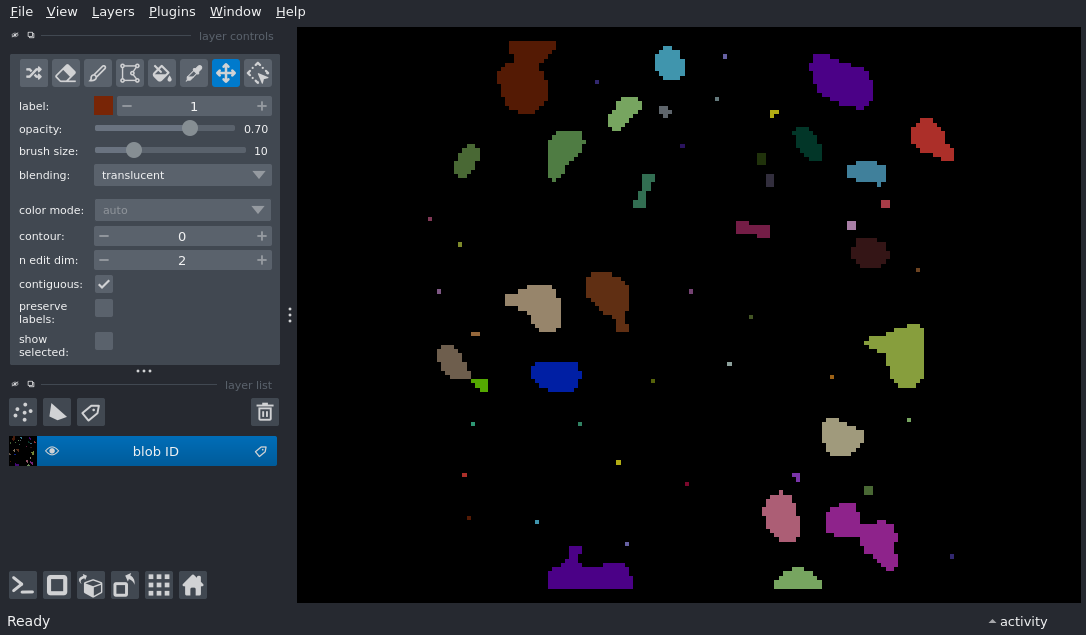 File View Layers Plugins Window Help
layer controls
label: 1
opacity: 0.70
brush size: 10
blending: translucent
color mode: auto
contour: 0
n edit dim: 2
contiguous:
preserve
labels:
show
selected:
layer list
blob ID
Ready
activity